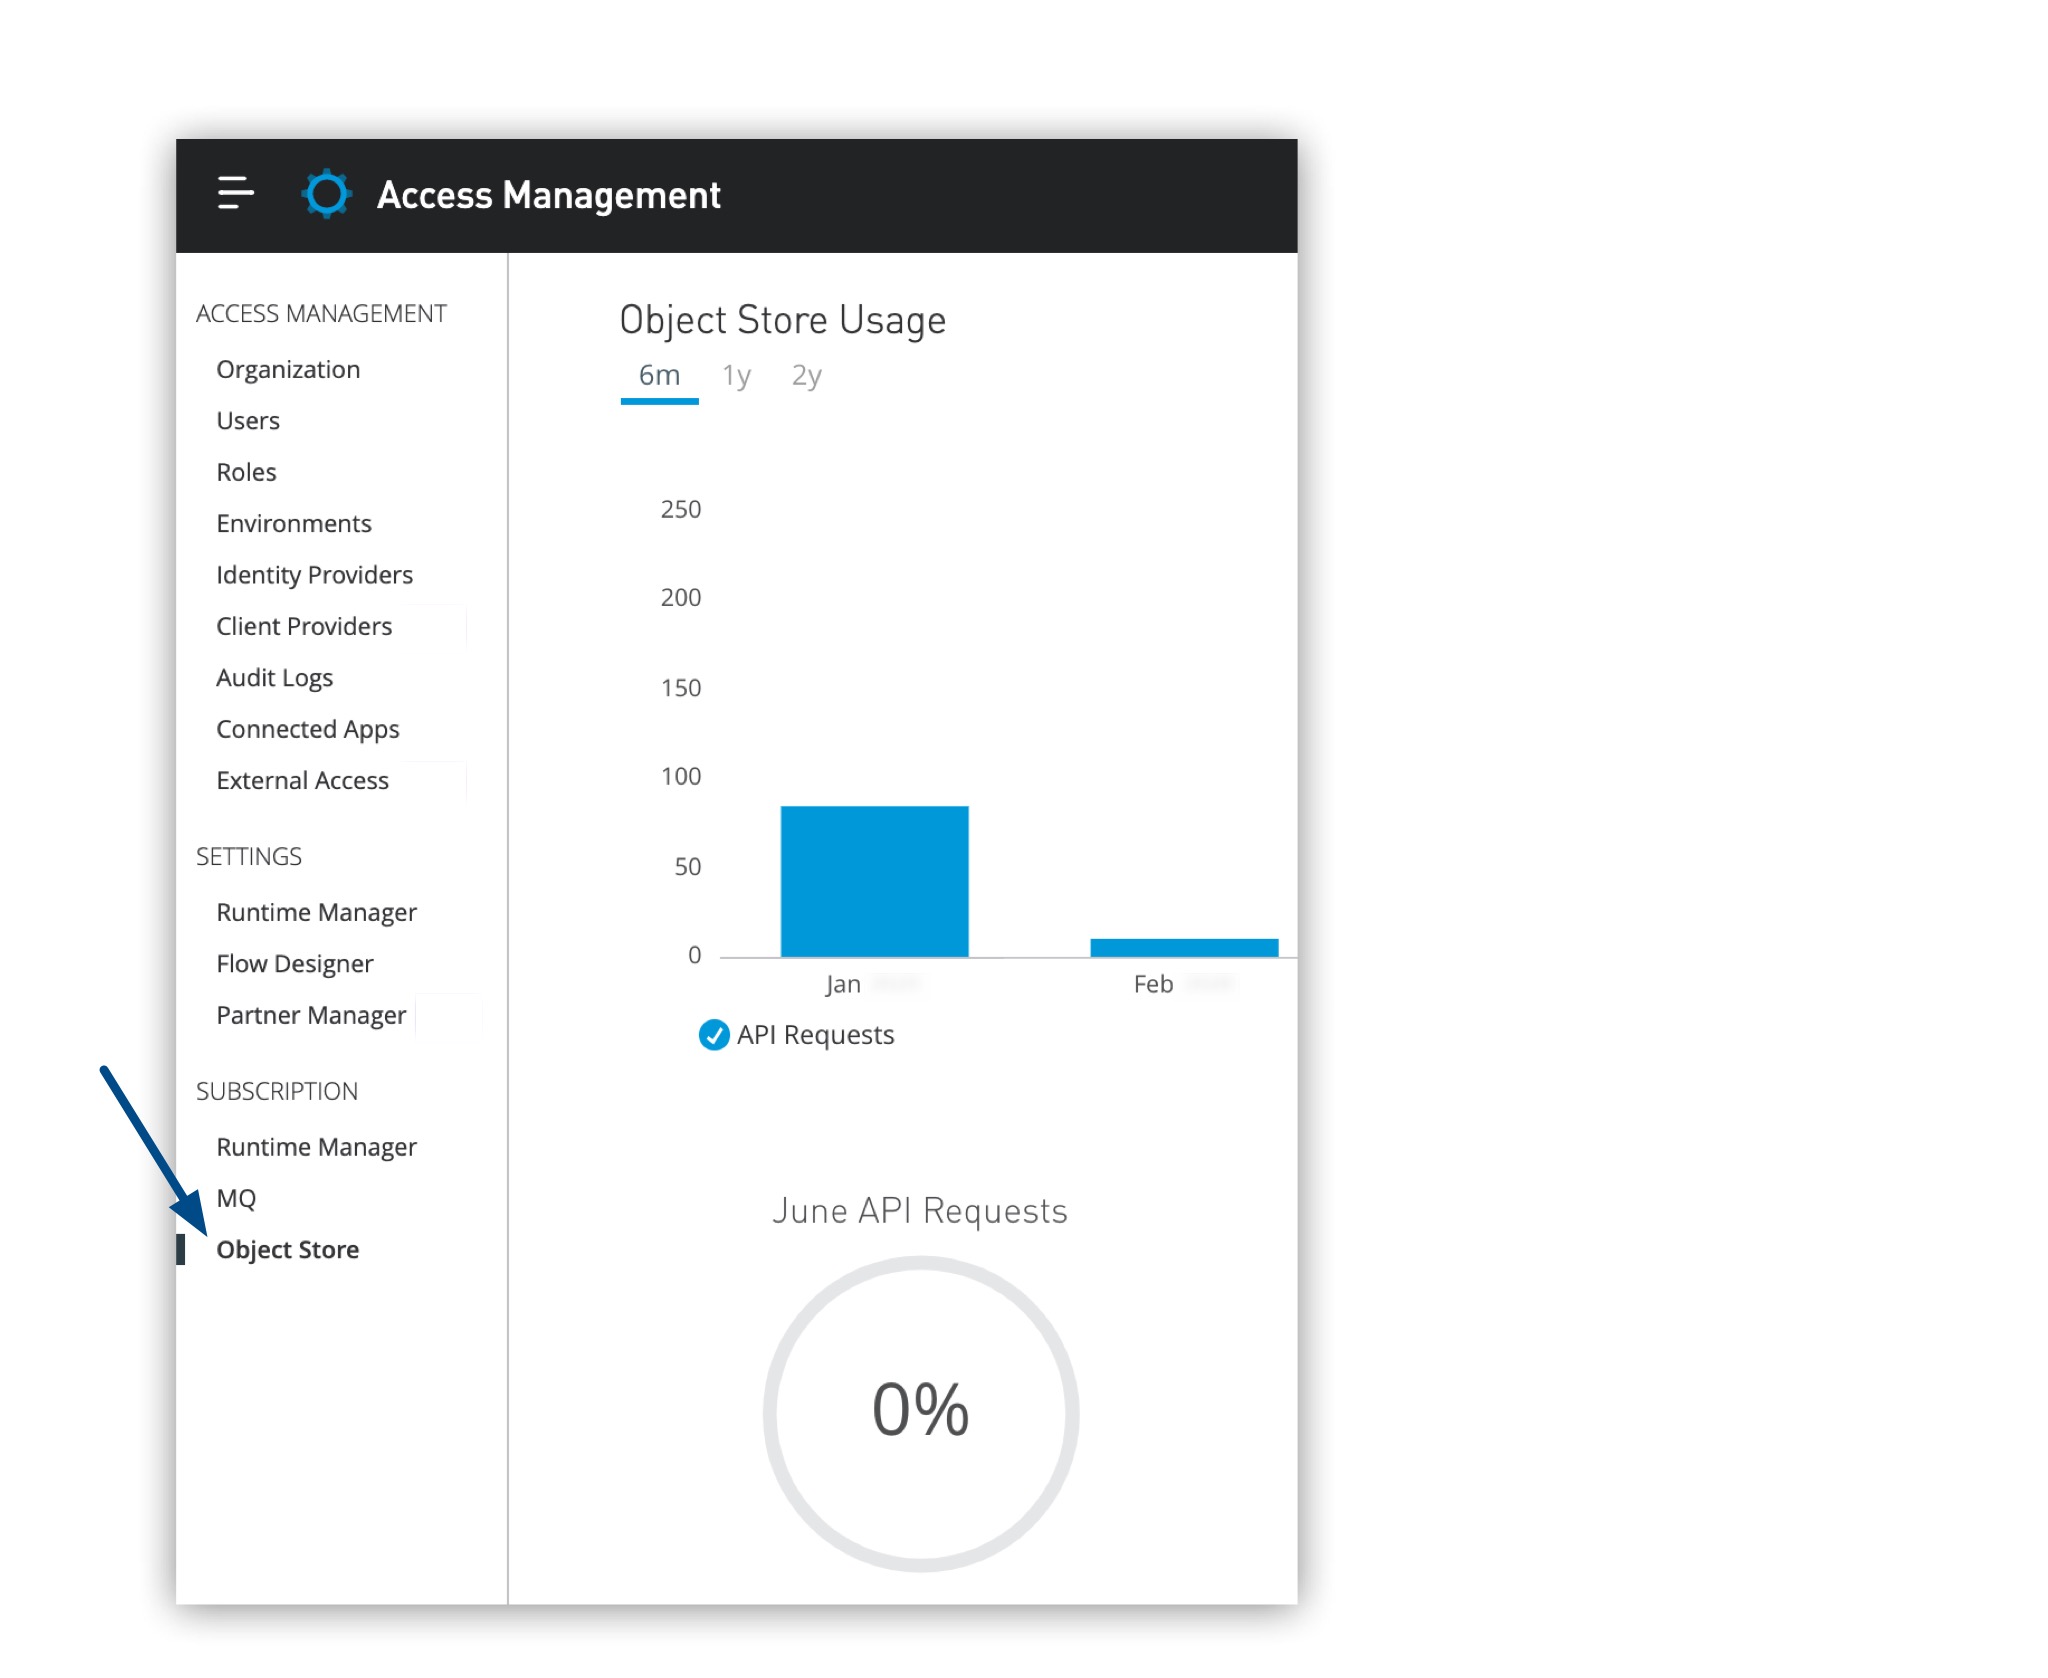 Access Management
ACCESS MANAGEMENT
Organization
Users
Roles
Environments
Identity Providers
Client Providers
Audit Logs
Connected Apps
External Access
SETTINGS
Runtime Manager
Flow Designer
Partner Manager
SUBSCRIPTION
Runtime Manager
MQ
Object Store
Object Store Usage
6m 1y 2y
250
200
150
100
50
0
Jan Feb
API Requests
June API Requests
0%